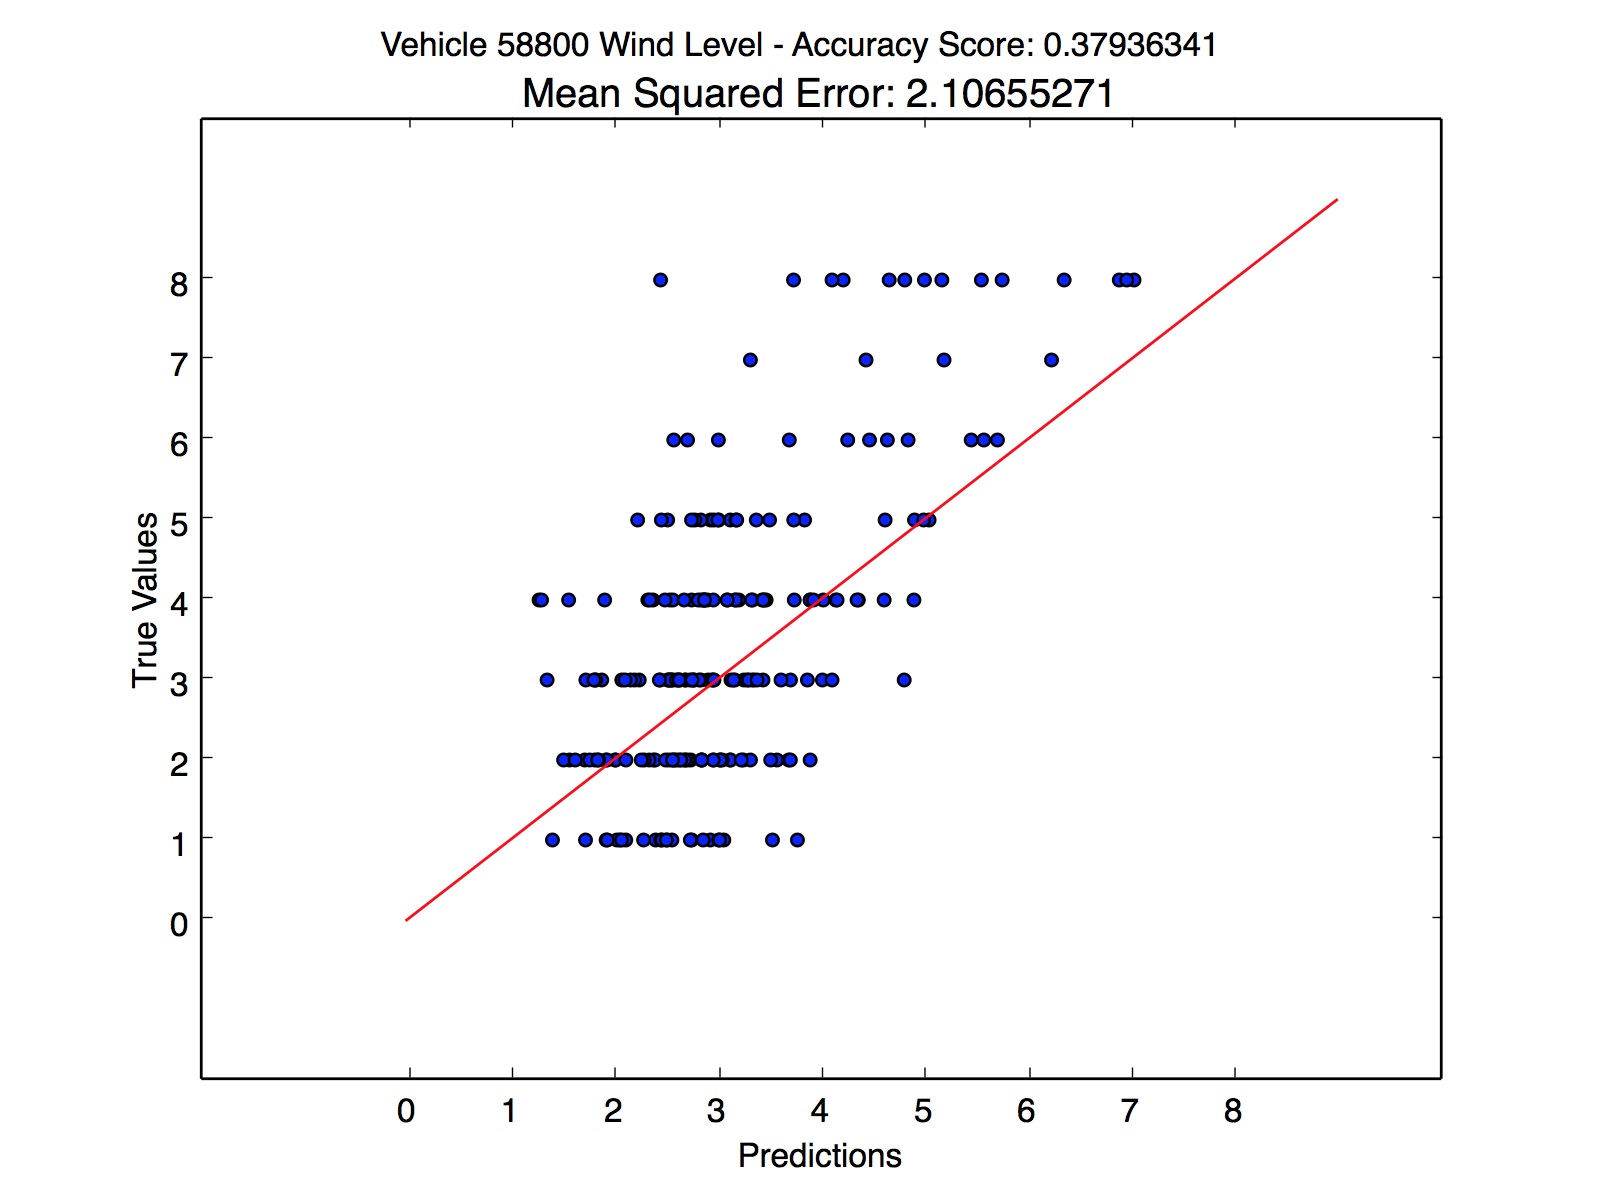 Vehicle 58800 Wind Level - Accuracy Score: 0.37936341
Mean Squared Error: 2.10655271
8
7
6
5
4
3
2
1
0
True Values
0 1 2 3 4 5 6 7 8
Predictions